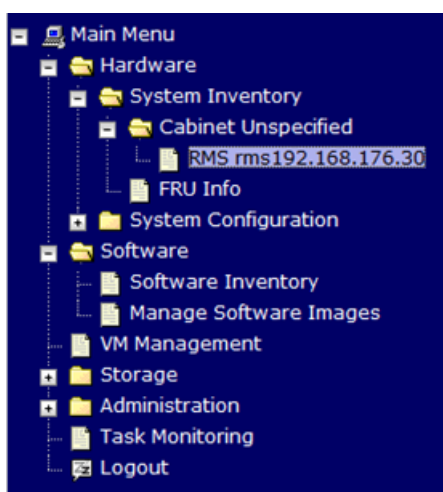 Main Menu
Hardware
System Inventory
Cabinet Unspecified
RMS rms192.168.176.30
FRU Info
System Configuration
Software
Software Inventory
Manage Software Images
VM Management
Storage
Administration
Task Monitoring
Logout